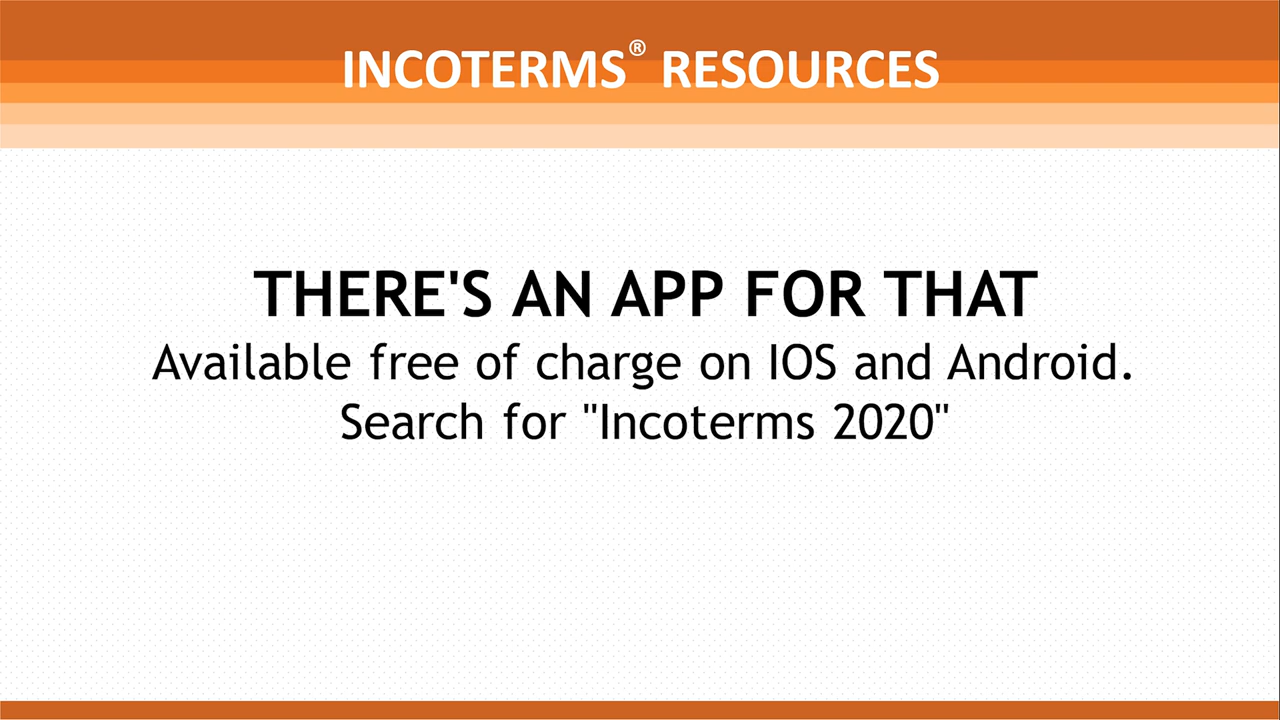 INCOTERMS® RESOURCES
THERE'S AN APP FOR THAT
Available free of charge on IOS and Android.
Search for "Incoterms 2020"